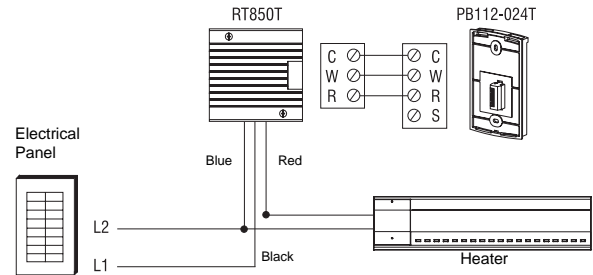 RT850T
PB112-024T
C C
W W
R R
S
Electrical
Panel
Blue Red
L2
Black
L1
Heater